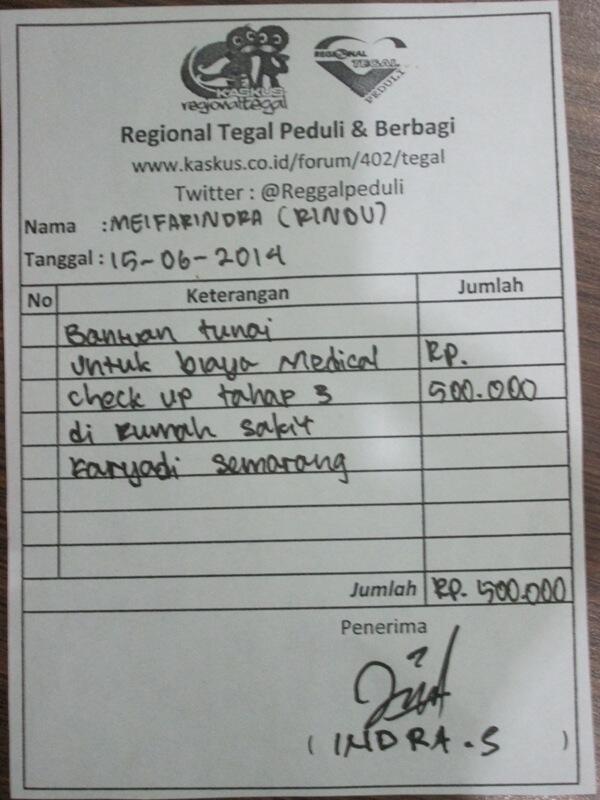 KASKUS
regionaltegal
REGIONAL
TEGAL
PEDULI
Regional Tegal Peduli & Berbagi
www.kaskus.co.id/forum/402/tegal
Twitter : @Reggalpeduli
Nama : MEIFARINDRA (RINDU)
Tanggal : 15-06-2014
No Keterangan Jumlah
Bantuan tunai
untuk biaya Medical RP.
check up tahap 3 500.000
di Rumah sakit
Karyadi semarang
Jumlah RP. 500.000
Penerima
( INDRA.S )